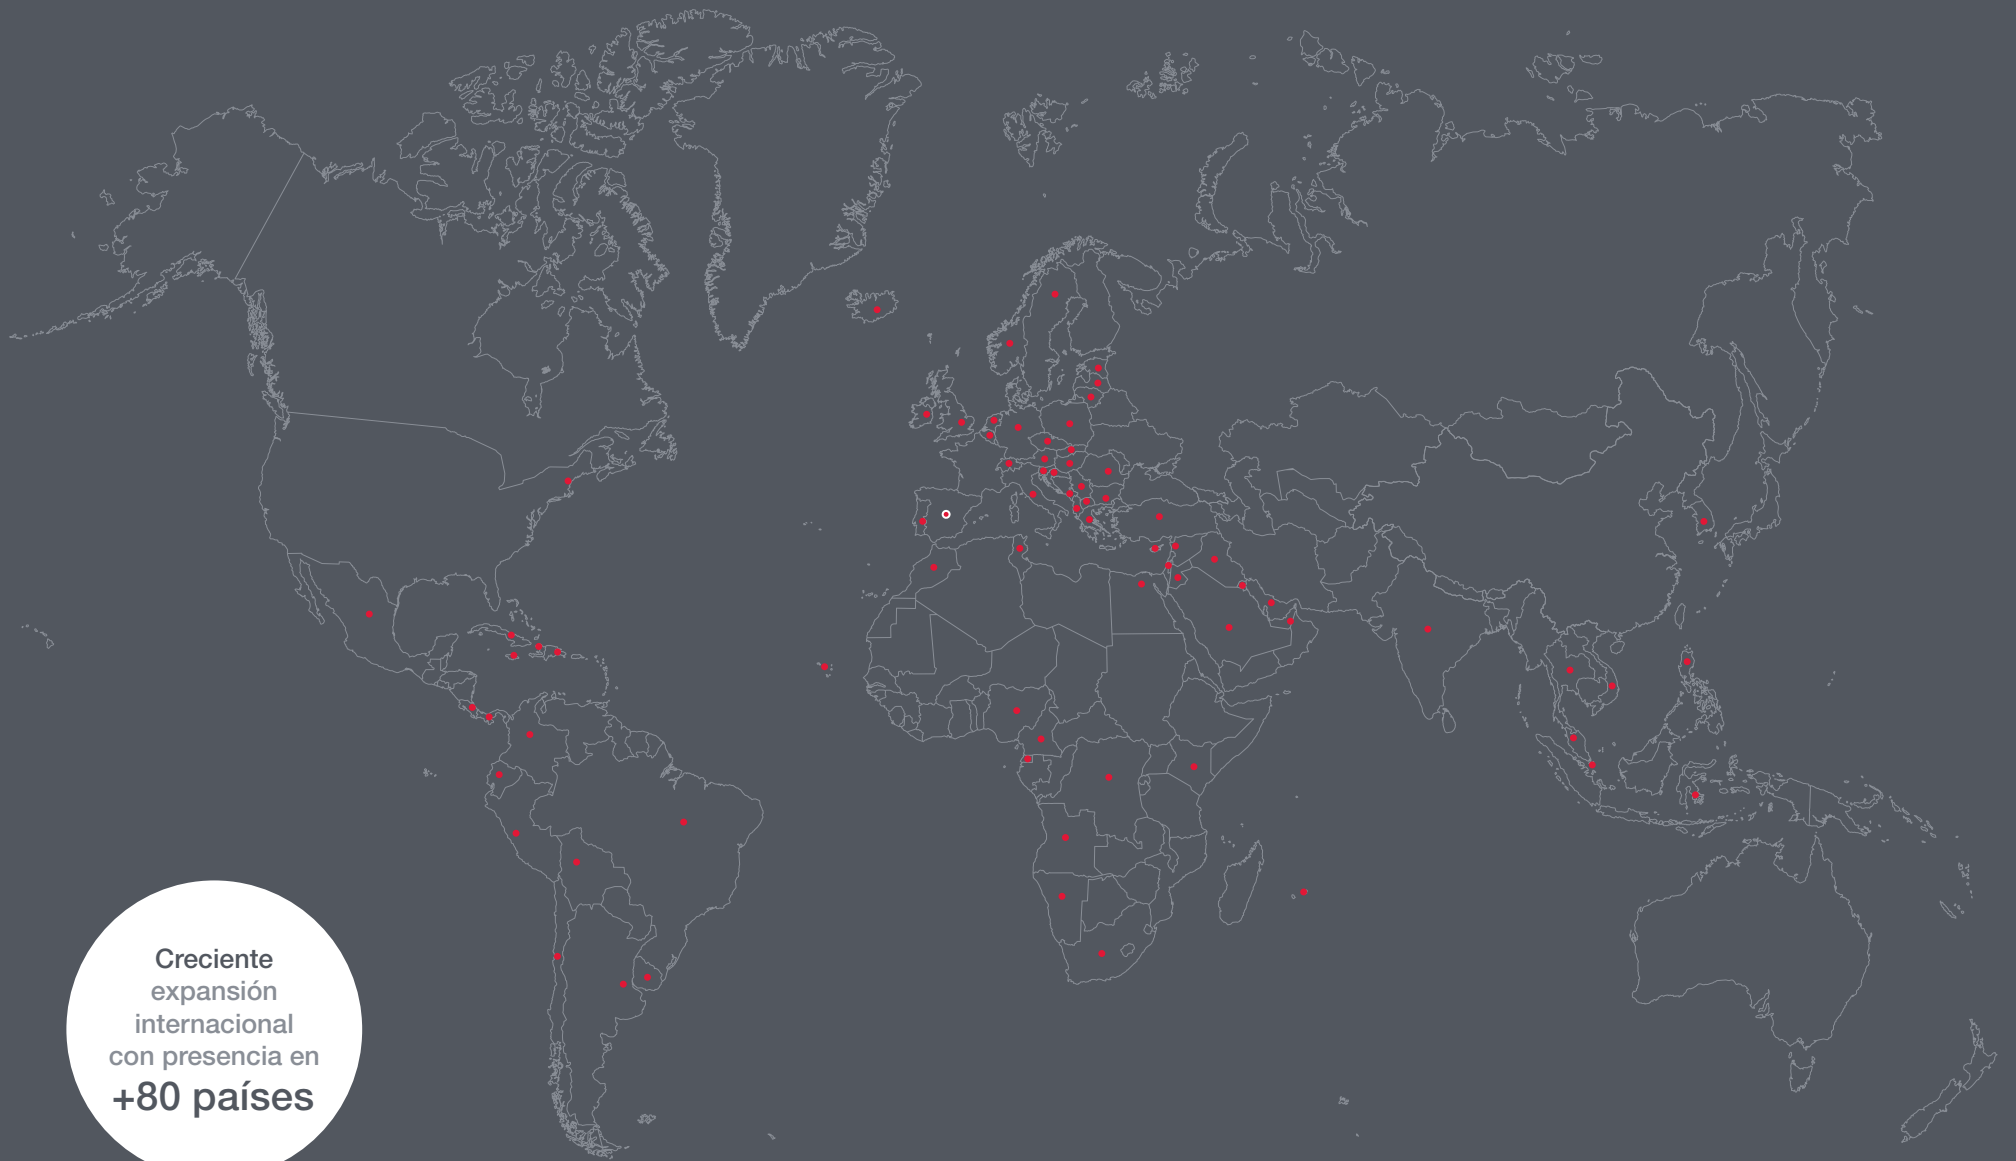 Creciente
expansión
internacional
con presencia en
+80 países